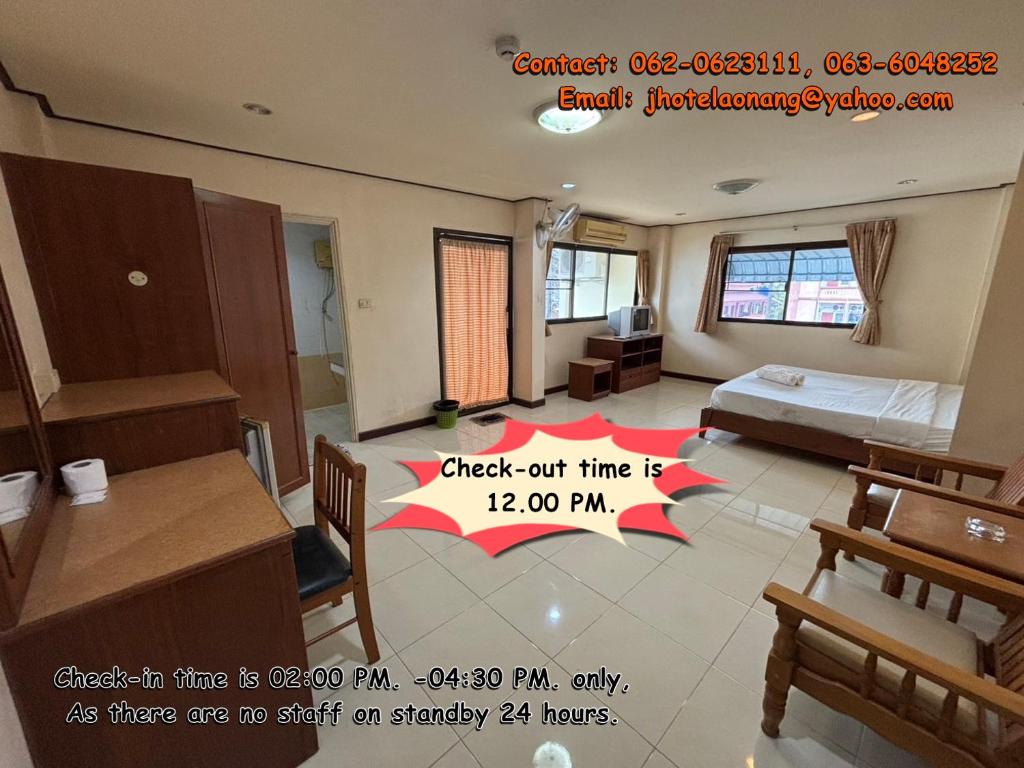 Contact: 062-0623111, 063-6048252
Email: jhotelaonang@yahoo.com
Check-out time is
12.00 PM.
Check-in time is 02:00 PM. -04:30 PM. only,
As there are no staff on standby 24 hours.